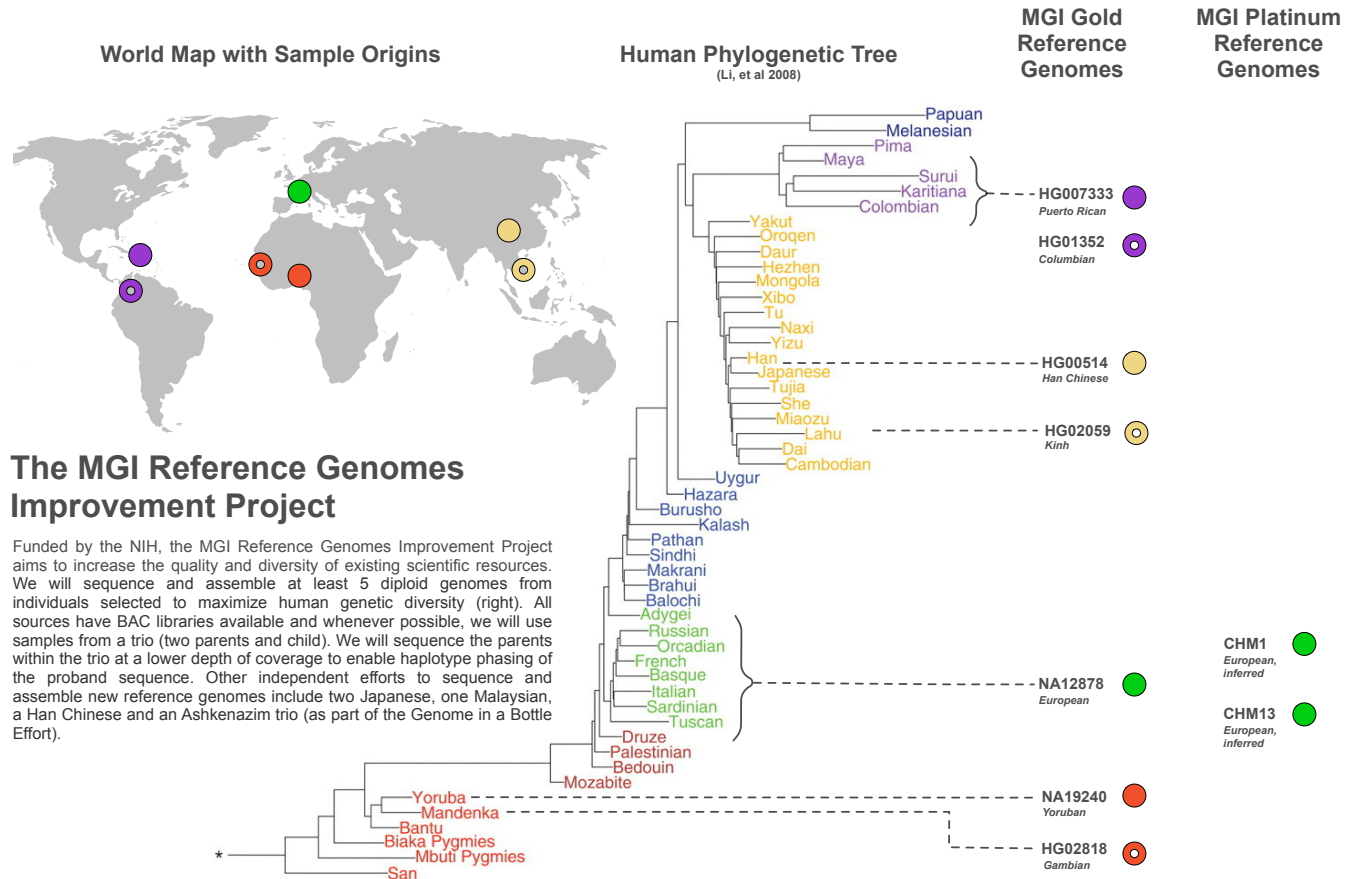 World Map with Sample Origins
Human Phylogenetic Tree
(Li, et al 2008)
MGI Gold
Reference
Genomes
MGI Platinum
Reference
Genomes
Papuan
Melanesian
Pima
Maya
Surui
Karitiana
Colombian
Yakut
Oroqen
Daur
Hezhen
Mongola
Xibo
Tu
Naxi
Yizu
Han
Japanese
Tujia
She
Miaozu
Lahu
Dai
Cambodian
Uygur
Hazara
Burusho
Kalash
Pathan
Sindhi
Makrani
Brahui
Balochi
Adygei
Russian
Orcadian
French
Basque
Italian
Sardinian
Tuscan
Druze
Palestinian
Bedouin
Mozabite
Yoruba
Mandenka
Bantu
Biaka Pygmies
Mbuti Pygmies
San
*
HG007333
Puerto Rican
HG01352
Columbian
HG00514
Han Chinese
HG02059
Kinh
NA12878
European
NA19240
Yoruban
HG02818
Gambian
CHM1
European,
inferred
CHM13
European,
inferred
The MGI Reference Genomes
Improvement Project
Funded by the NIH, the MGI Reference Genomes Improvement Project
aims to increase the quality and diversity of existing scientific resources.
We will sequence and assemble at least 5 diploid genomes from
individuals selected to maximize human genetic diversity (right). All
sources have BAC libraries available and whenever possible, we will use
samples from a trio (two parents and child). We will sequence the parents
within the trio at a lower depth of coverage to enable haplotype phasing of
the proband sequence. Other independent efforts to sequence and
assemble new reference genomes include two Japanese, one Malaysian,
a Han Chinese and an Ashkenazim trio (as part of the Genome in a Bottle
Effort).